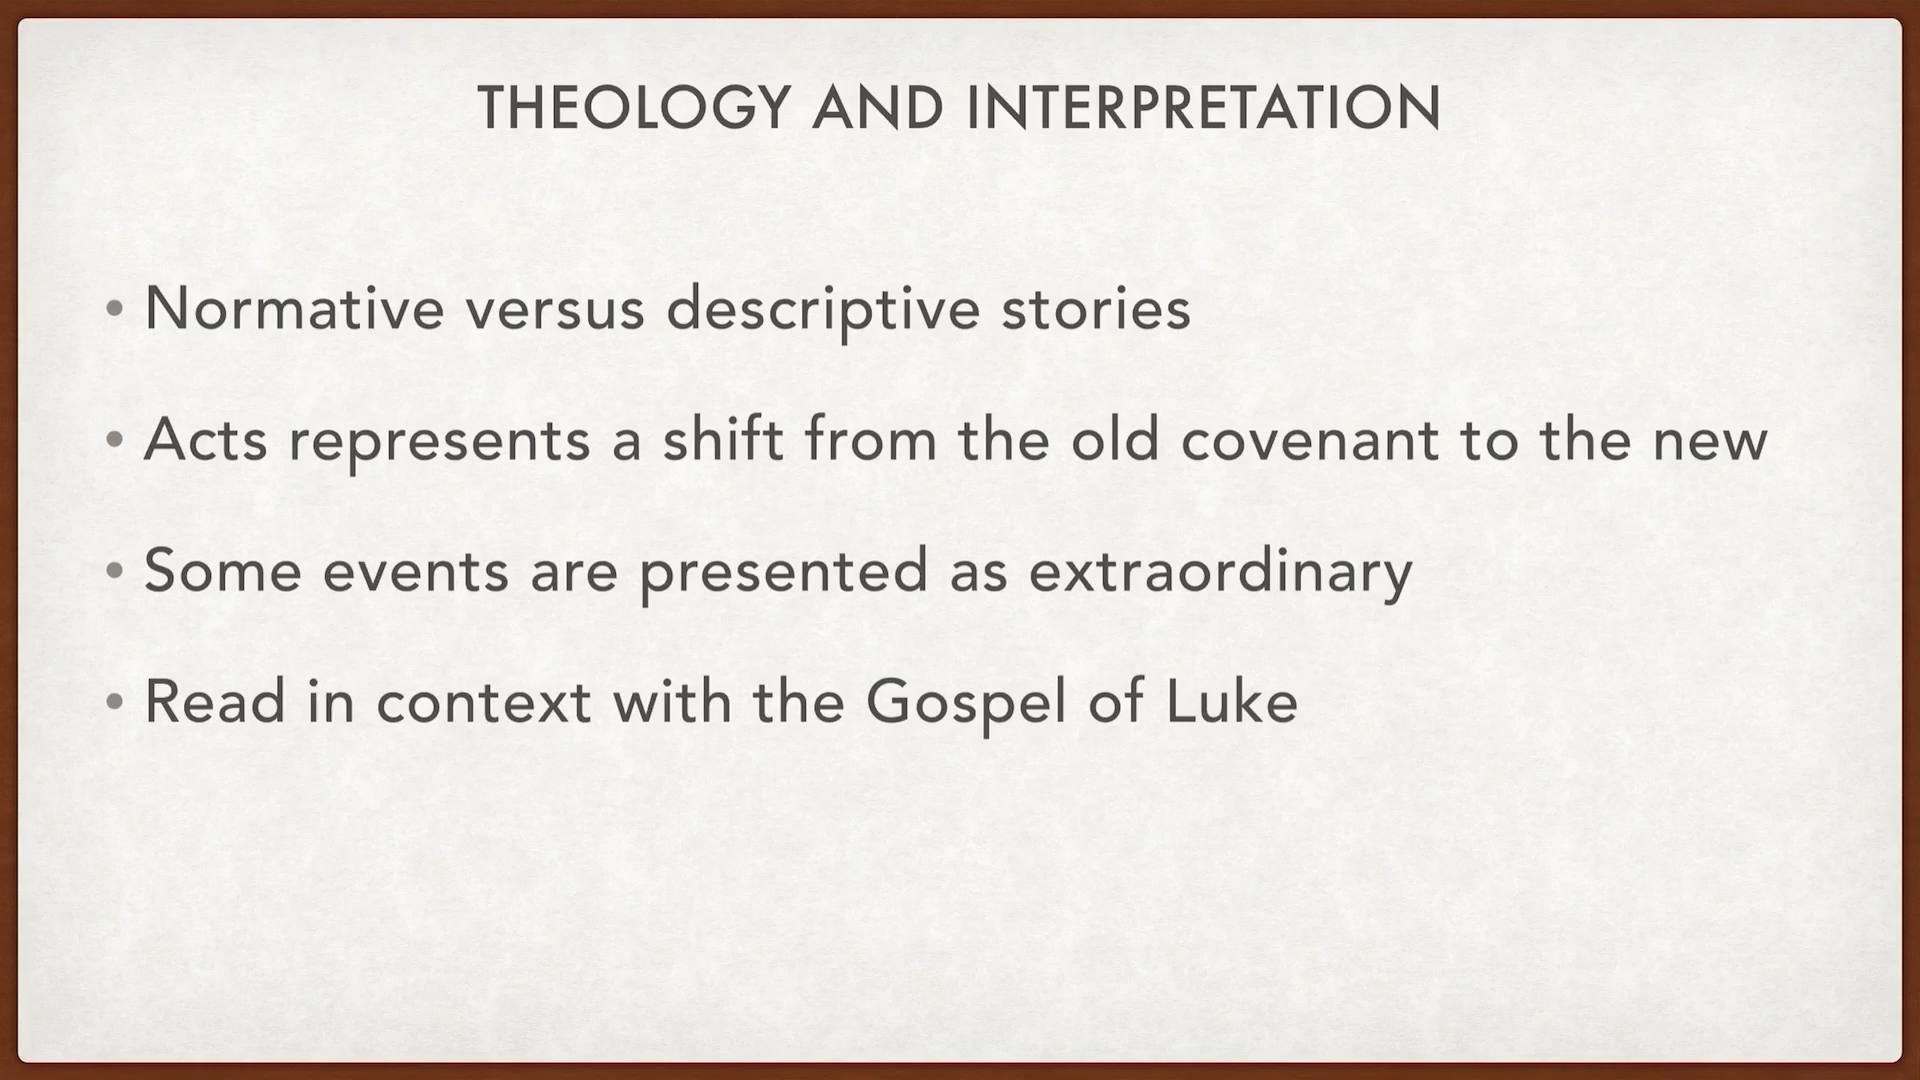 THEOLOGY AND INTERPRETATION
• Normative versus descriptive stories
• Acts represents a shift from the old covenant to the new
• Some events are presented as extraordinary
• Read in context with the Gospel of Luke